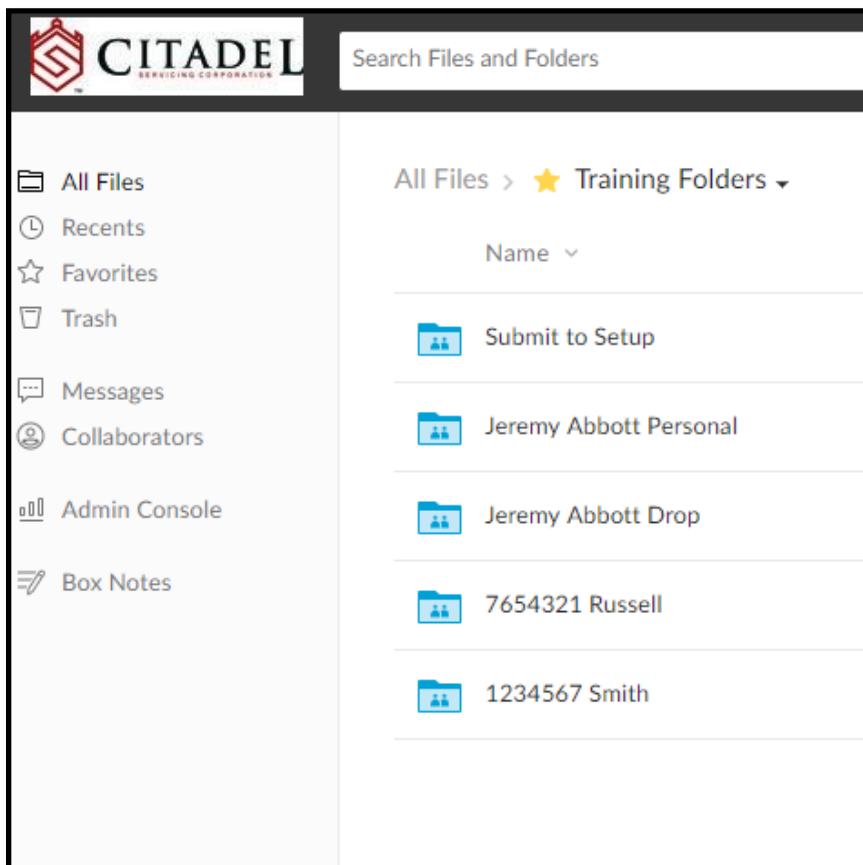 CITADEL
SERVICING CORPORATION
TM
Search Files and Folders
All Files
Recents
Favorites
Trash
Messages
Collaborators
Admin Console
Box Notes
All Files > Training Folders
Name
Submit to Setup
Jeremy Abbott Personal
Jeremy Abbott Drop
7654321 Russell
1234567 Smith